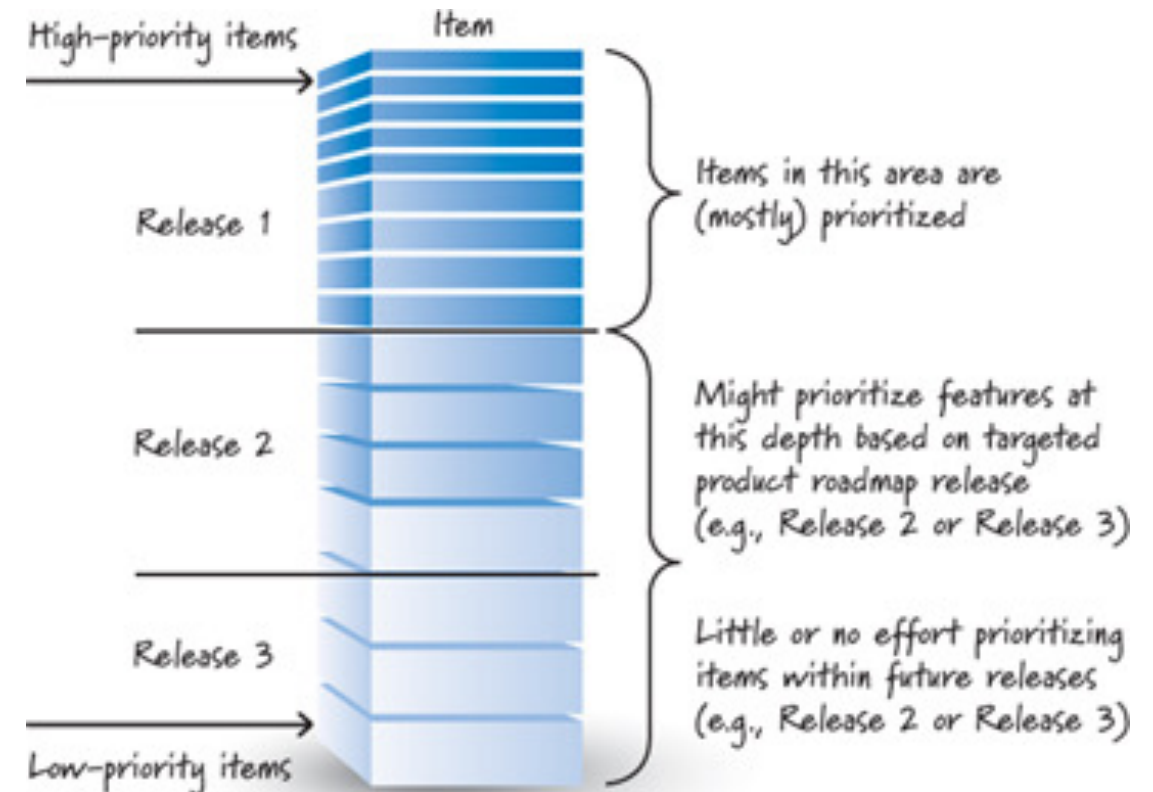 Item
High-priority items
Items in this area are
(mostly) prioritized
Release 1
Might prioritize features at
this depth based on targeted
product roadmap release
(e.g., Release 2 or Release 3)
Release 2
Little or no effort prioritizing
items within future releases
(e.g., Release 2 or Release 3)
Release 3
Low-priority items